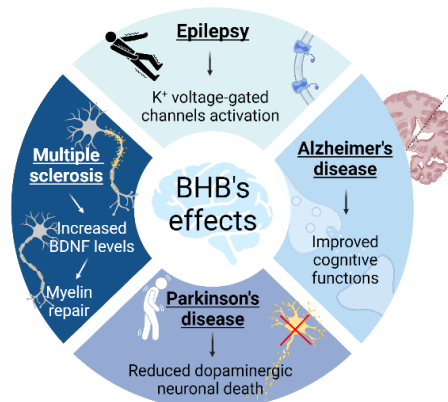 Epilepsy
K+ voltage-gated
channels activation
Alzheimer's
disease
Improved
cognitive
functions
Parkinson's
disease
Reduced dopaminergic
neuronal death
Multiple
sclerosis
Increased
BDNF levels
Myelin
repair
BHB's
effects